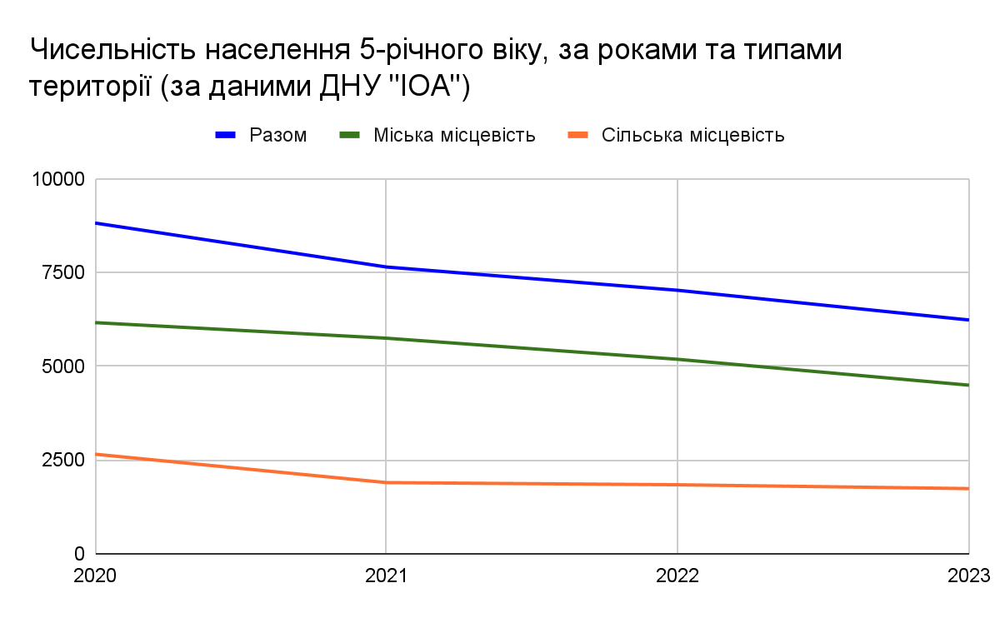 Чисельність населення 5-річного віку, за роками та типами
території (за даними ДНУ "ІОА")
Разом
Міська місцевість
Сільська місцевість
10000
7500
5000
2500
0
2020
2021
2022
2023